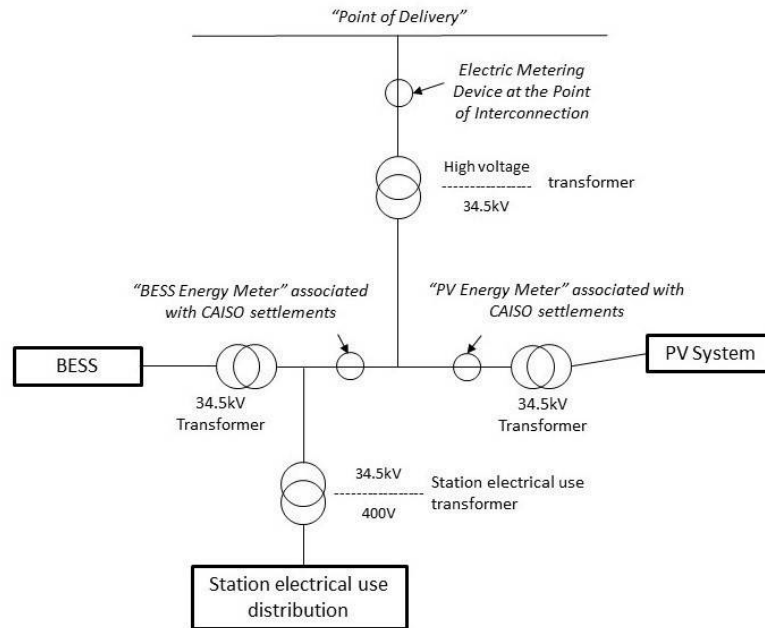 “Point of Delivery”
Electric Metering
Device at the Point
of Interconnection
High voltage
transformer
34.5kV
“BESS Energy Meter” associated
with CAISO settlements
“PV Energy Meter” associated with
CAISO settlements
BESS
PV System
34.5kV
Transformer
34.5kV
Transformer
34.5kV
400V
Station electrical use
transformer
Station electrical use
distribution